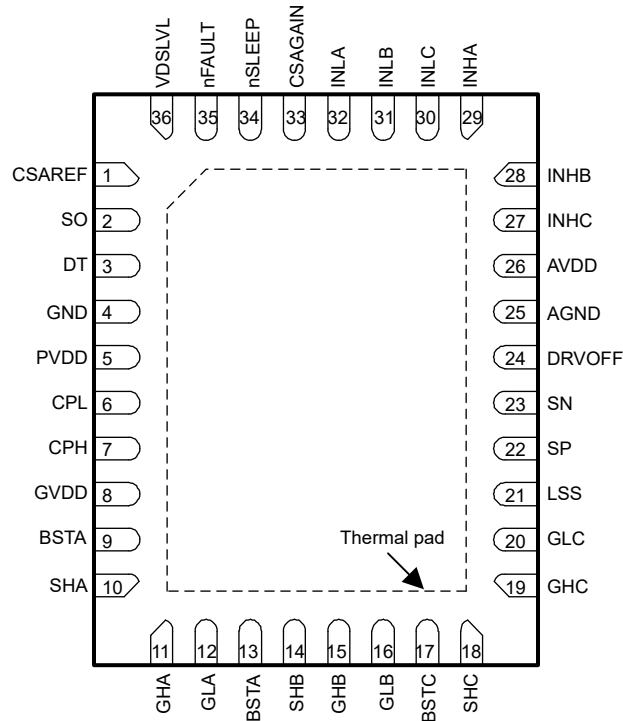 VDSLVL
nFAULT
nSLEEP
CSAGAIN
INLA
INLB
INLC
INHA
36
35
34
33
32
31
30
29
CSAREF 1
SO 2
DT 3
GND 4
PVDD 5
CPL 6
CPH 7
GVDD 8
BSTA 9
SHA 10
28 INHB
27 INHC
26 AVDD
25 AGND
24 DRVOFF
23 SN
22 SP
21 LSS
20 GLC
19 GHC
Thermal pad
11
12
13
14
15
16
17
18
GHA
GLA
BSTA
SHB
GHB
GLB
BSTC
SHC